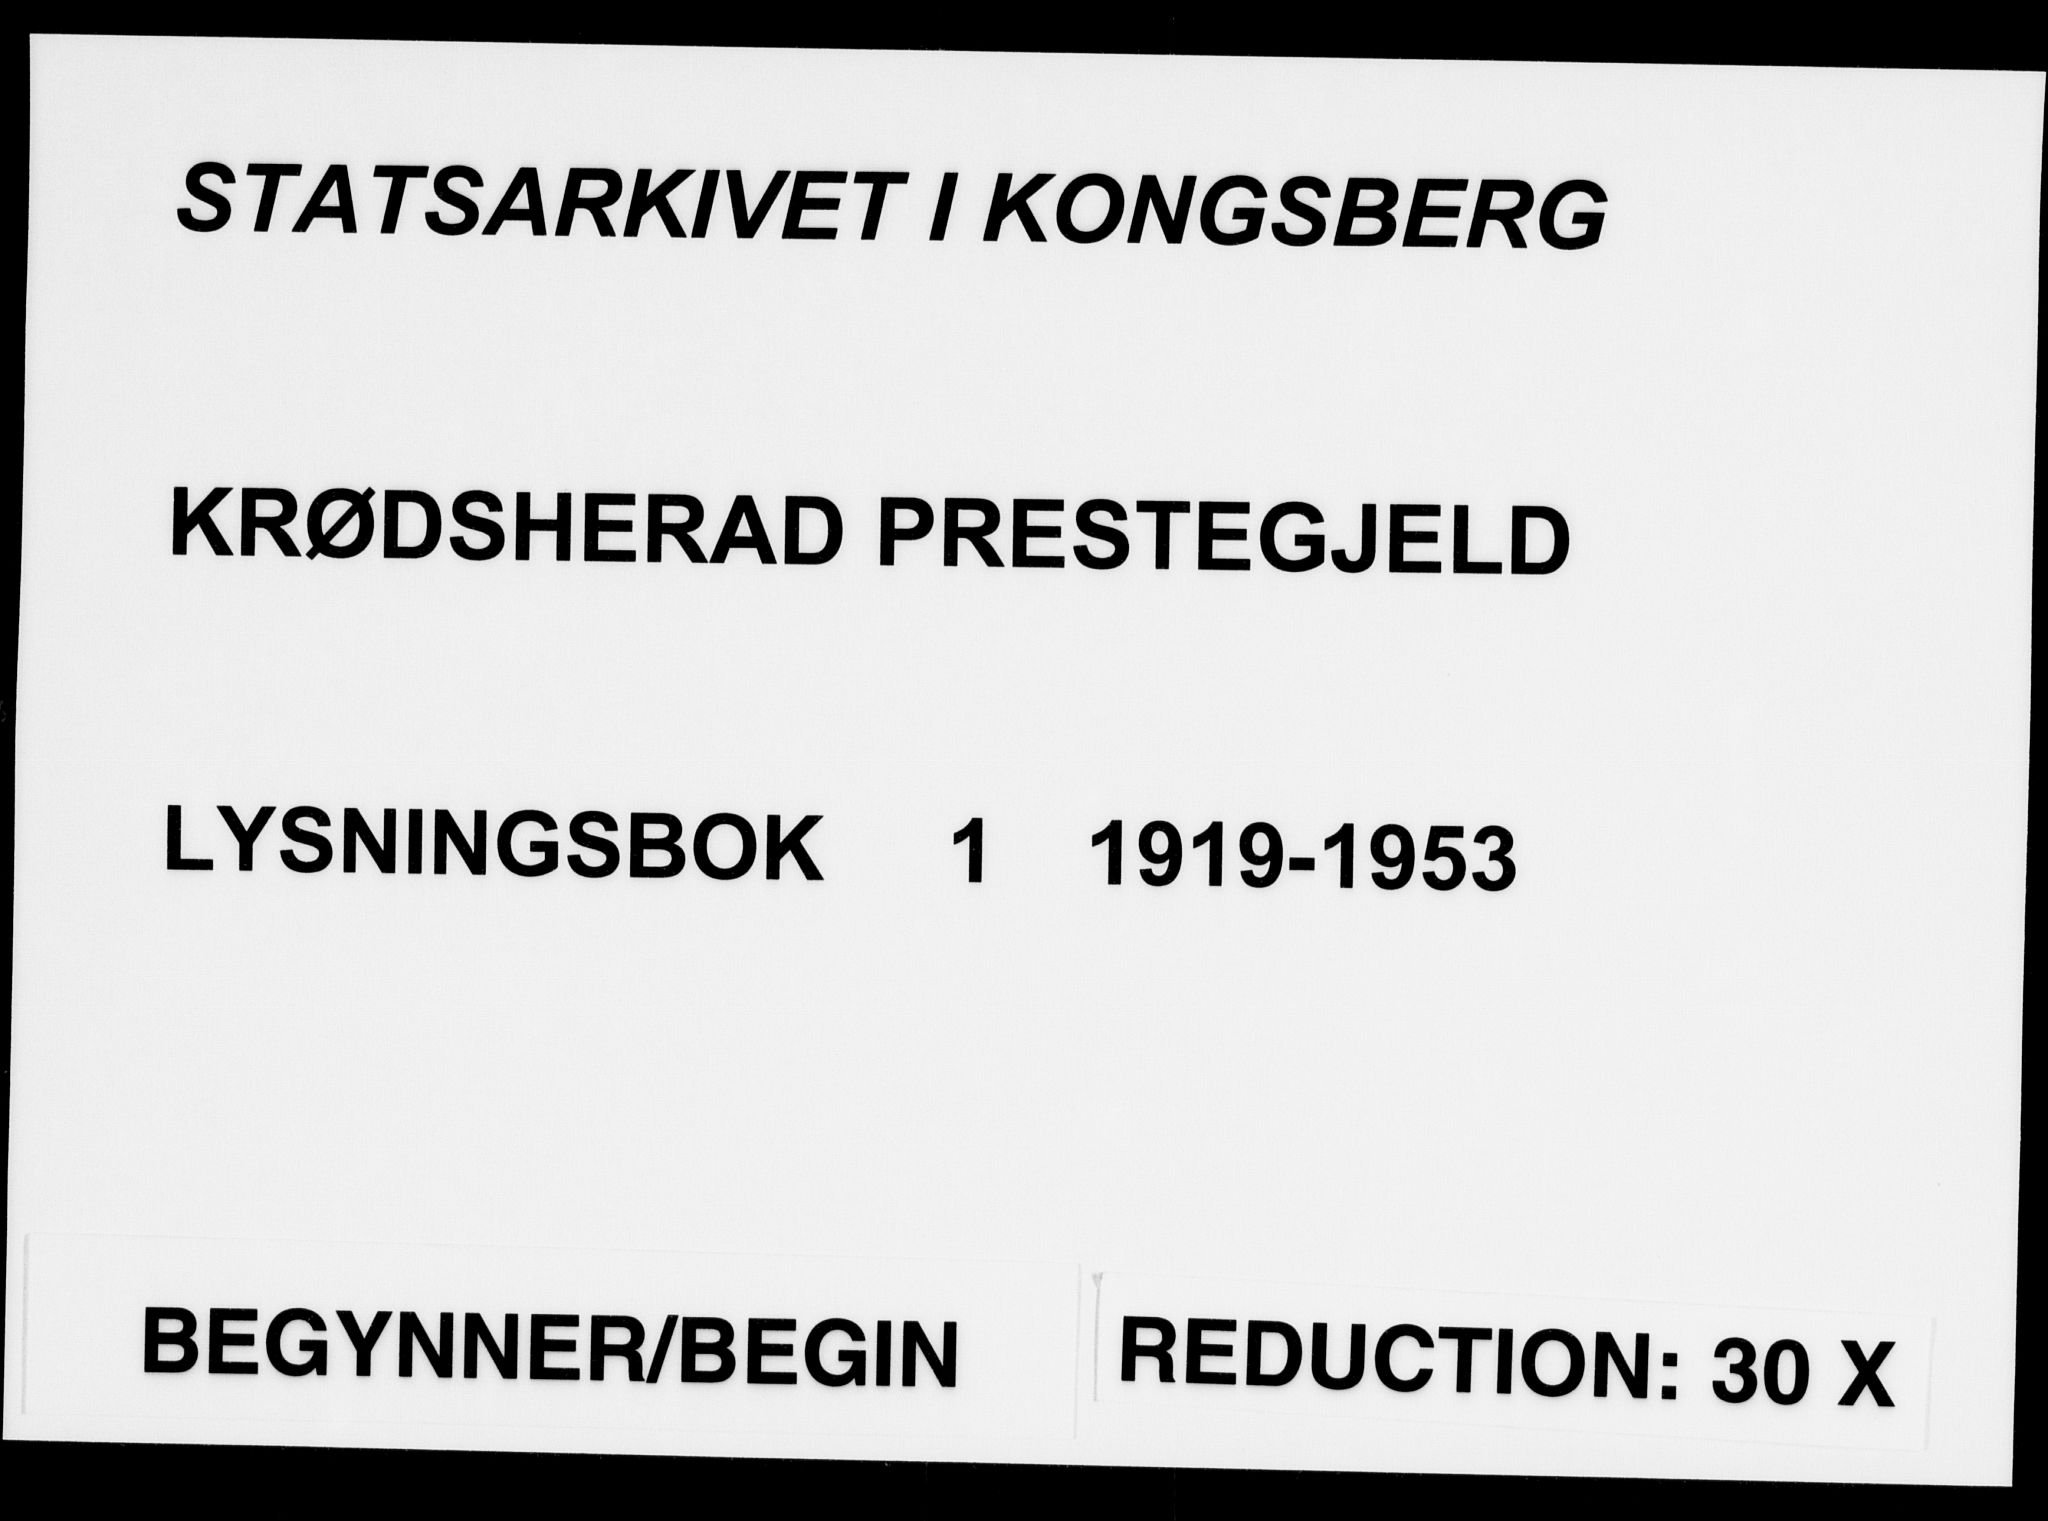 STATSARKIVET I KONGSBERG
KRØDSHERAD PRESTEGJELD
LYSNINGSBOK 1 1919-1953
BEGYNNER/BEGIN REDUCTION: 30 X